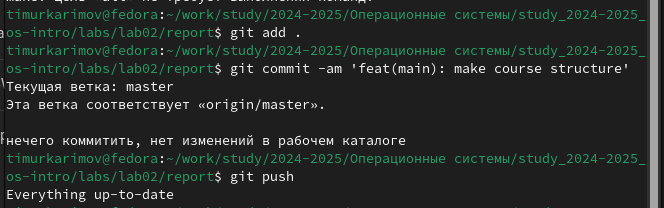 timurkarimov@fedora:~/work/study/2024-2025/Операционные системы/study_2024-2025_
os-intro/labs/lab02/report$ git add .
timurkarimov@fedora:~/work/study/2024-2025/Операционные системы/study_2024-2025_
os-intro/labs/lab02/report$ git commit -am 'feat(main): make course structure'
Текущая ветка: master
Эта ветка соответствует «origin/master».
нечего коммитить, нет изменений в рабочем каталоге
timurkarimov@fedora:~/work/study/2024-2025/Операционные системы/study_2024-2025_
os-intro/labs/lab02/report$ git push
Everything up-to-date